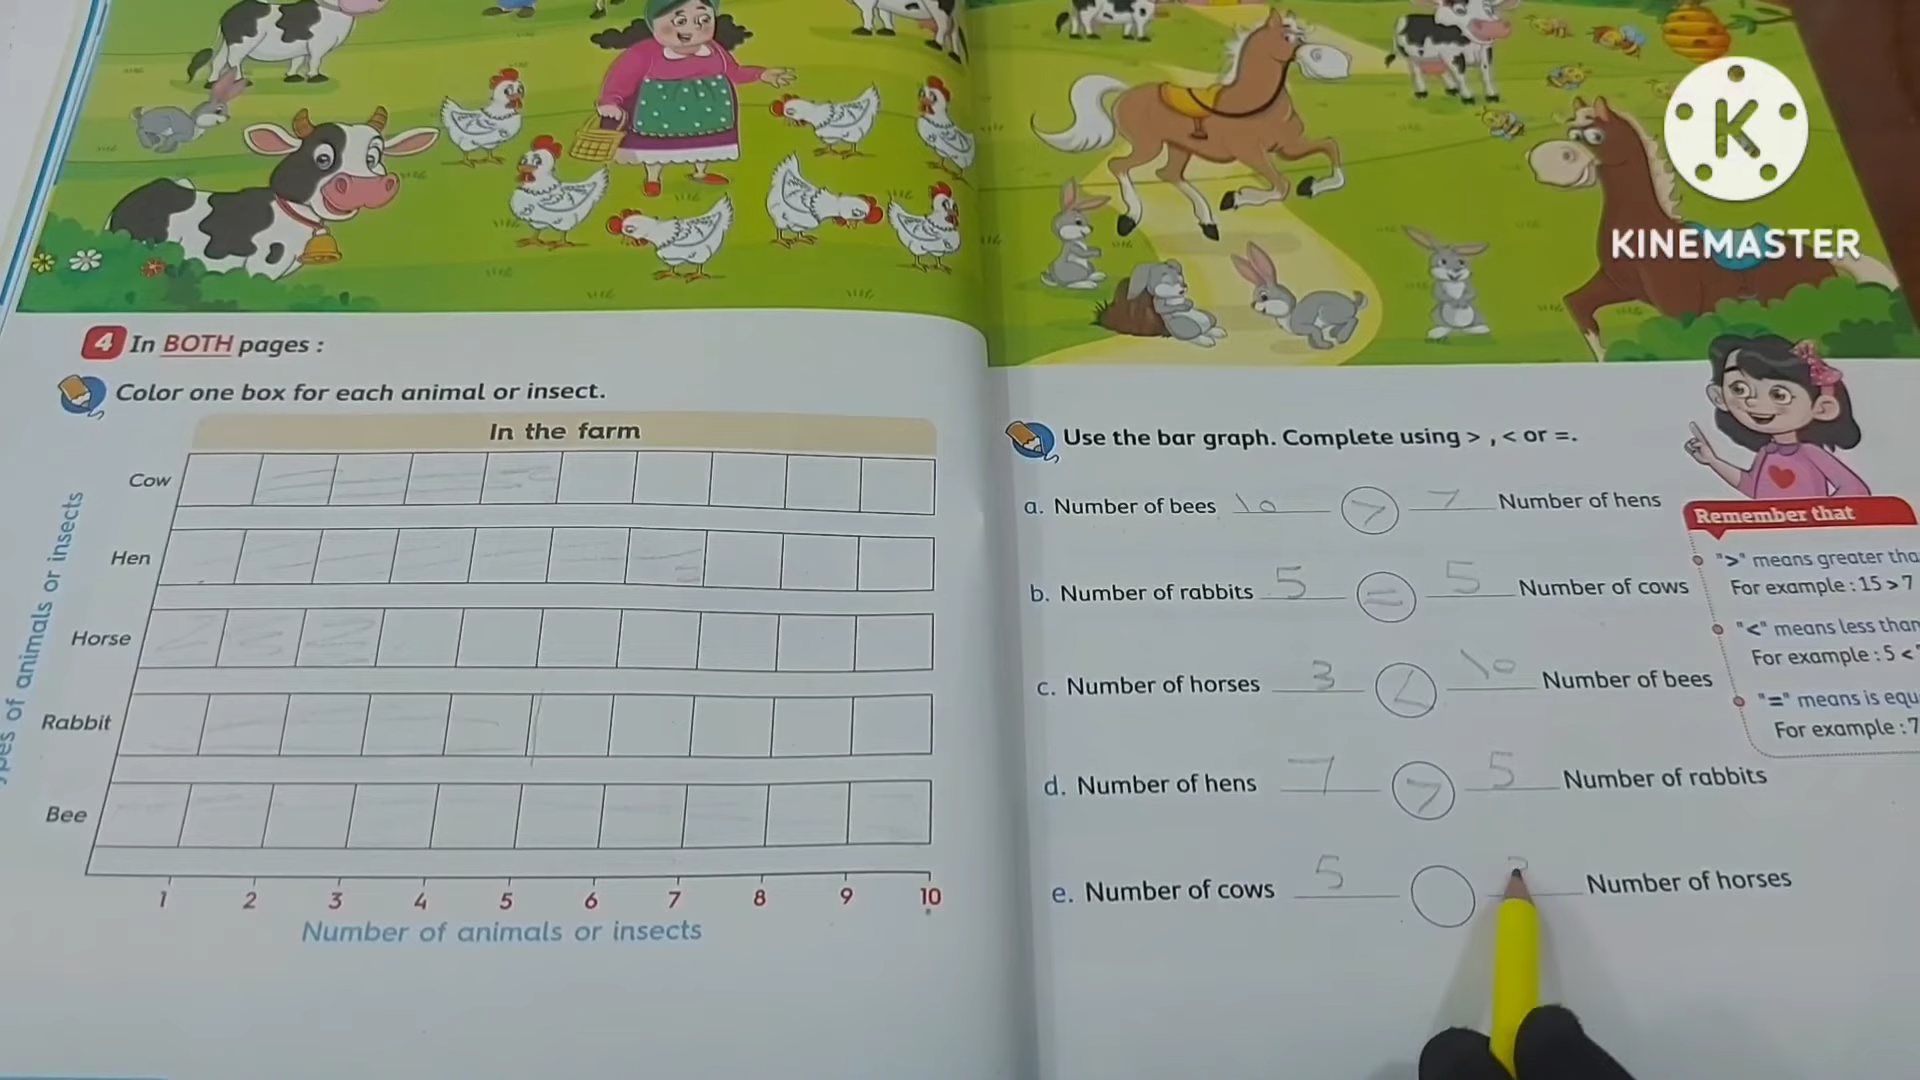 K
KINEMASTER
4 In BOTH pages :
Color one box for each animal or insect.
In the farm
Cow
Hen
Horse
Rabbit
Bee
of animals or insects
1 2 3 4 5 6 7 8 9 10
Number of animals or insects
Use the bar graph. Complete using > , < or =.
a. Number of bees 10 > 7 Number of hens
b. Number of rabbits 5 = 5 Number of cows
c. Number of horses 3 < 10 Number of bees
d. Number of hens 7 > 5 Number of rabbits
e. Number of cows 5 Number of horses
Remember that
">" means greater
For example : 15 > 7
"<" means less than
For example : 5 <
"=" means is
For example : 7